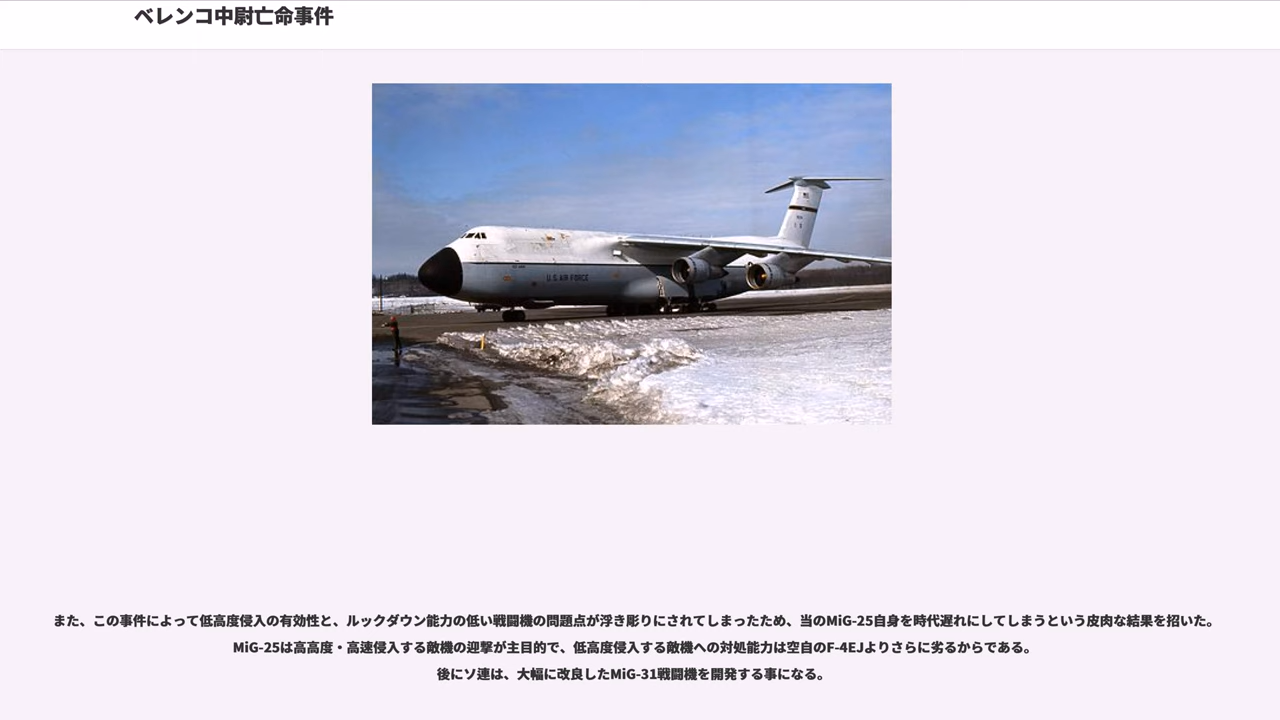 ベレンコ中尉亡命事件
U.S. AIR FORCE
また、この事件によって低高度侵入の有効性と、ルックダウン能力の低い戦闘機の問題点が浮き彫りにされてしまったため、当のMiG-25自身を時代遅れにしてしまうという皮肉な結果を招いた。
MiG-25は高高度・高速侵入する敵機の迎撃が主目的で、低高度侵入する敵機への対処能力は空自のF-4EJよりさらに劣るからである。
後にソ連は、大幅に改良したMiG-31戦闘機を開発する事になる。